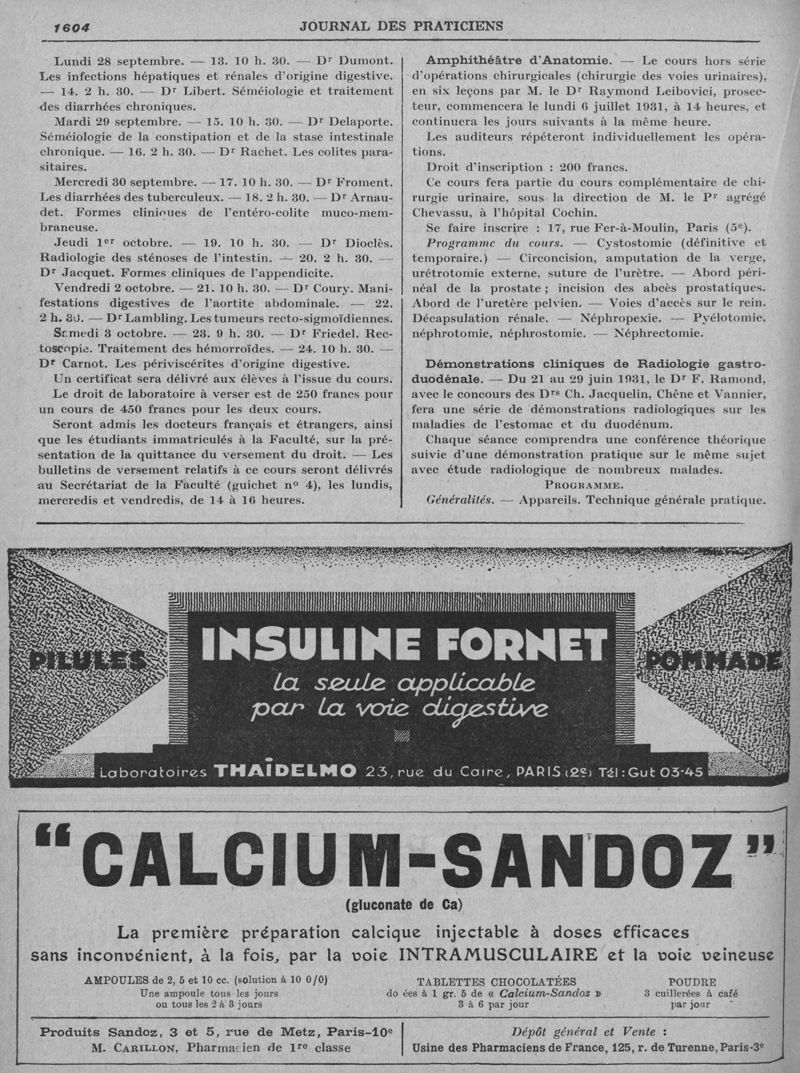 1604
JOURNAL DES PRATICIENS
Lundi 28 septembre. — 13. 10 h. 30. — Dr Dumont.
Les infections hépatiques et rénales d'origine digestive.
— 14. 2 h. 30. — Dr Libert. Séméiologie et traitement
des diarrhées chroniques.
Mardi 29 septembre. — 15. 10 h. 30. — Dr Delaporte.
Séméiologie de la constipation et de la stase intestinale
chronique. — 16. 2 h. 30. — Dr Rachet. Les colites para-
sitaires.
Mercredi 30 septembre. — 17. 10 h. 30. — Dr Froment.
Les diarrhées des tuberculeux. — 18. 2 h. 30. — Dr Arnau-
det. Formes cliniques de l'entéro-colite muco-mem-
braneuse.
Jeudi 1er octobre. — 19. 10 h. 30. — Dr Dioclès.
Radiologie des sténoses de l'intestin. — 20. 2 h. 30. —
Dr Jacquet. Formes cliniques de l'appendicite.
Vendredi 2 octobre. — 21. 10 h. 30. — Dr Coury. Mani-
festations digestives de l'aortite abdominale. — 22.
2 h. 30. — Dr Lambling. Les tumeurs recto-sigmoïdiennes.
Samedi 3 octobre. — 23. 9 h. 30. — Dr Friedel. Rec-
toscopie. Traitement des hémorroïdes. — 24. 10 h. 30. —
Dr Carnot. Les périviscérites d'origine digestive.
Un certificat sera délivré aux élèves à l'issue du cours.
Le droit de laboratoire à verser est de 250 francs pour
un cours de 450 francs pour les deux cours.
Seront admis les docteurs français et étrangers, ainsi
que les étudiants immatriculés à la Faculté, sur la pré-
sentation de la quittance du versement du droit. — Les
bulletins de versement relatifs à ce cours seront délivrés
au Secrétariat de la Faculté (guichet n° 4), les lundis,
mercredis et vendredis, de 14 à 16 heures.
Amphithéâtre d'Anatomie. — Le cours hors série
d'opérations chirurgicales (chirurgie des voies urinaires),
en six leçons par M. le Dr Raymond Leibovici, prosec-
teur, commencera le lundi 6 juillet 1931, à 14 heures, et
continuera les jours suivants à la même heure.
Les auditeurs répéteront individuellement les opéra-
tions.
Droit d'inscription : 200 francs.
Ce cours fera partie du cours complémentaire de chi-
rurgie urinaire, sous la direction de M. le Pr agrégé
Chevassu, à l'hôpital Cochin.
Se faire inscrire : 17, rue Fer-à-Moulin, Paris (5e).
Programme du cours. — Cystostomie (définitive et
temporaire.) — Circoncision, amputation de la verge,
urétrotomie externe, suture de l'urètre. — Abord péri-
néal de la prostate ; incision des abcès prostatiques.
Abord de l'uretère pelvien. — Voies d'accès sur le rein.
Décapsulation rénale. — Néphropexie. — Pyélotomie,
néphrotomie, néphrostomie. — Néphrectomie.
Démonstrations cliniques de Radiologie gastro-
duodénale. — Du 21 au 29 juin 1931, le Dr F. Ramond,
avec le concours des Drs Ch. Jacquelin, Chêne et Vannier,
fera une série de démonstrations radiologiques sur les
maladies de l'estomac et du duodénum.
Chaque séance comprendra une conférence théorique
suivie d'une démonstration pratique sur le même sujet
avec étude radiologique de nombreux malades.
PROGRAMME.
Généralités. — Appareils. Technique générale pratique.
PILULES
INSULINE FORNET
la seule applicable
par la voie digestive
POMMADE
Laboratoires THAÏDELMO 23, rue du Caire, PARIS (2e) Tél : Gut 03-45
"CALCIUM-SANDOZ"
(gluconate de Ca)
La première préparation calcique injectable à doses efficaces
sans inconvénient, à la fois, par la voie INTRAMUSCULAIRE et la voie veineuse
AMPOULES de 2, 5 et 10 cc. (solution à 10 0/0)
Une ampoule tous les jours
ou tous les 2 à 3 jours
TABLETTES CHOCOLATÉES
do ées à 1 gr. 5 de « Calcium-Sandoz »
3 à 6 par jour
POUDRE
3 cuillerées à café
par jour
Produits Sandoz, 3 et 5, rue de Metz, Paris-10e
M. CARILLON, Pharmacien de 1re classe
Dépôt général et Vente :
Usine des Pharmaciens de France, 125, r. de Turenne, Paris-3e